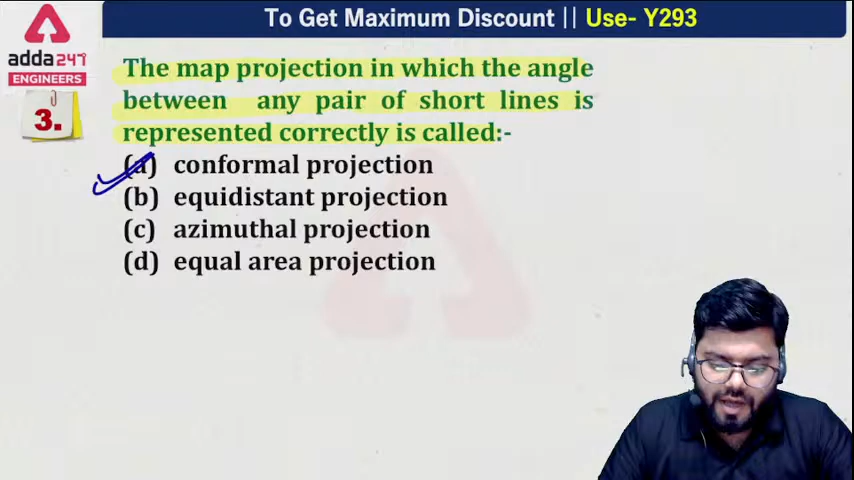 To Get Maximum Discount || Use- Y293
adda247
ENGINEERS
3.
The map projection in which the angle
between any pair of short lines is
represented correctly is called:-
(a) conformal projection
(b) equidistant projection
(c) azimuthal projection
(d) equal area projection